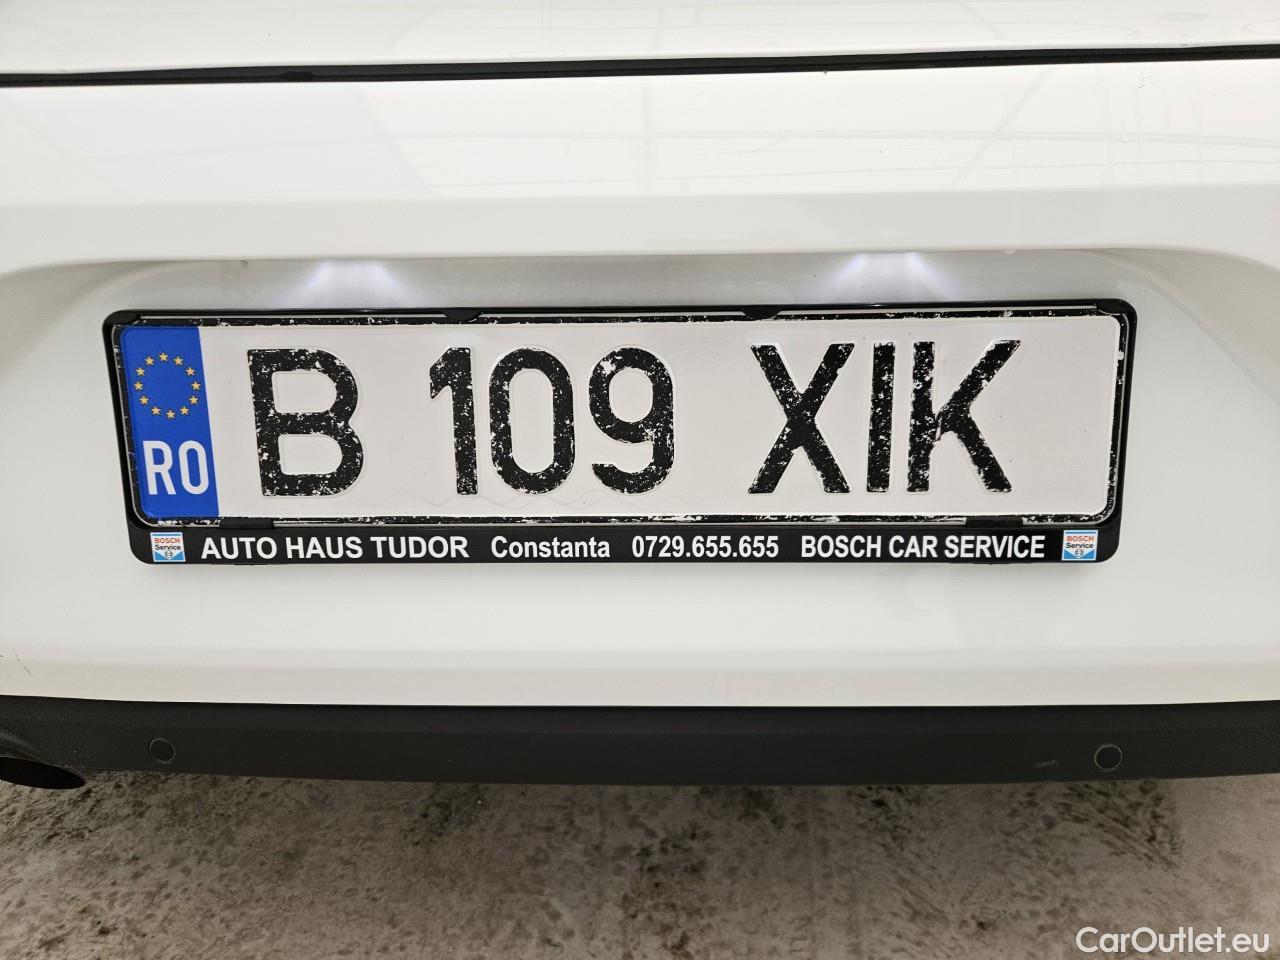 RO B 109 XIK
BOSCH Service AUTO HAUS TUDOR Constanta 0729.655.655 BOSCH CAR SERVICE BOSCH Service
CarOutlet.eu